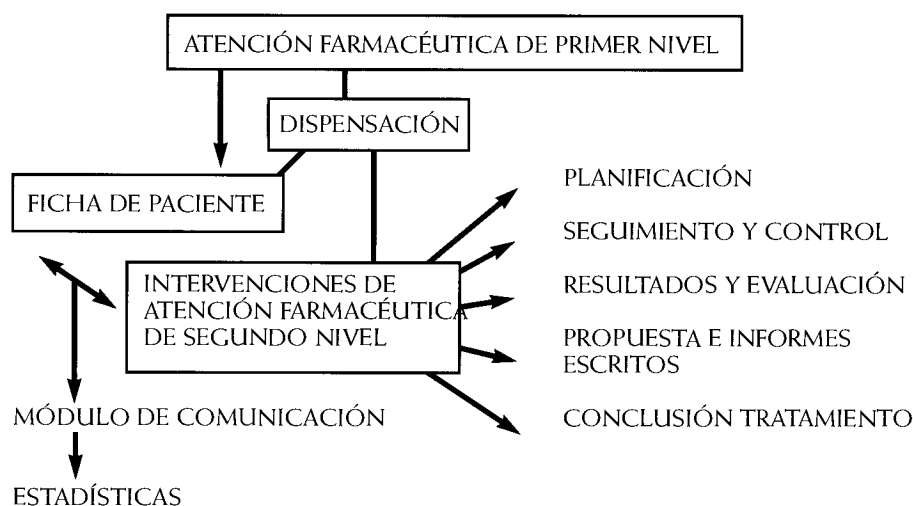 ATENCIÓN FARMACÉUTICA DE PRIMER NIVEL
DISPENSACIÓN
FICHA DE PACIENTE
INTERVENCIONES DE
ATENCIÓN FARMACÉUTICA
DE SEGUNDO NIVEL
PLANIFICACIÓN
SEGUIMIENTO Y CONTROL
RESULTADOS Y EVALUACIÓN
PROPUESTA E INFORMES
ESCRITOS
CONCLUSIÓN TRATAMIENTO
MÓDULO DE COMUNICACIÓN
ESTADÍSTICAS